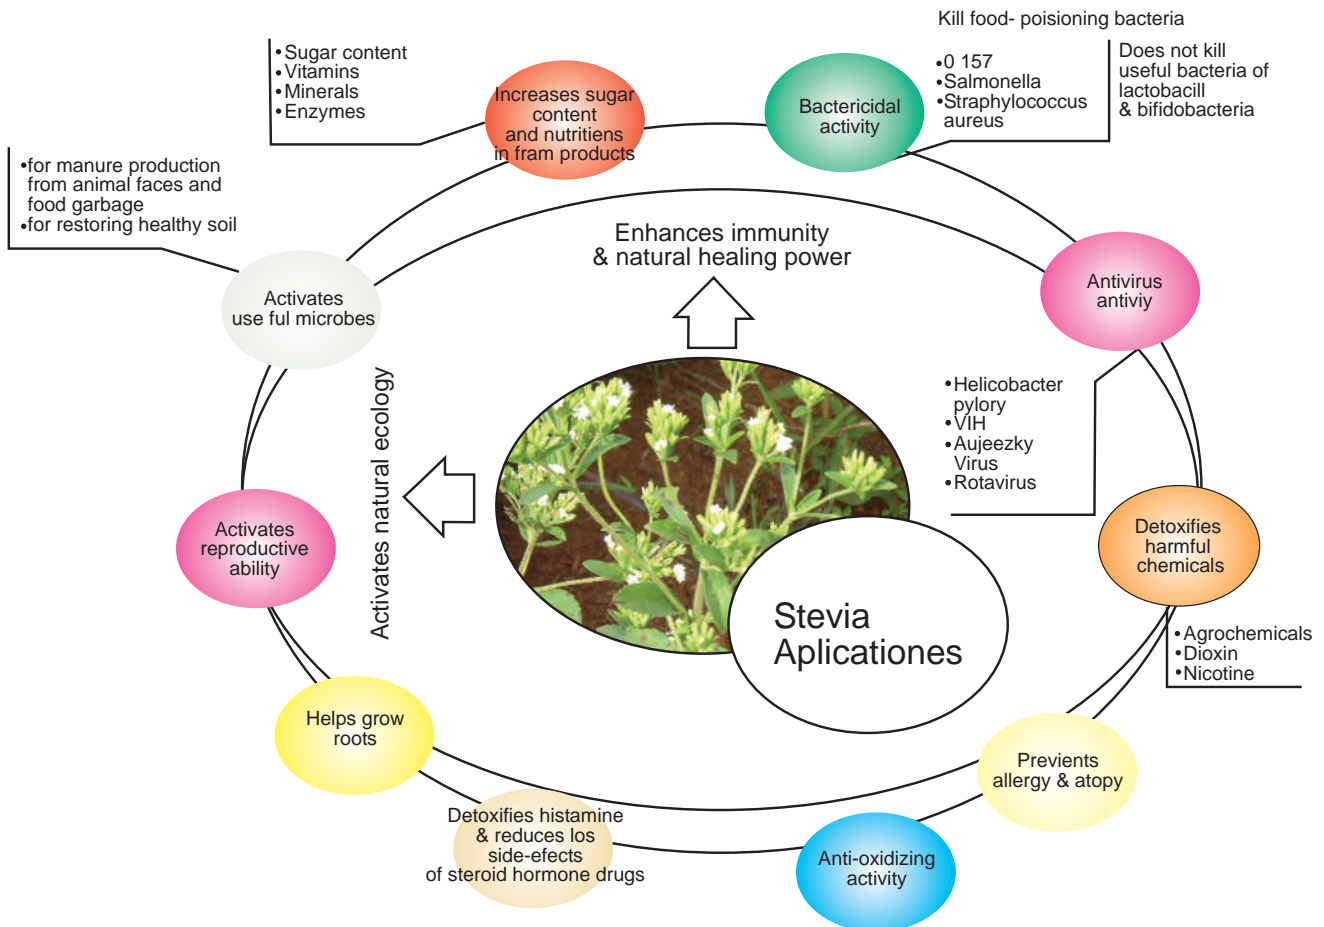 Kill food- poisioning bacteria
•0 157
•Salmonella
•Straphylococcus
aureus
Does not kill
useful bacteria of
lactobacill
& bifidobacteria
•Sugar content
•Vitamins
•Minerals
•Enzymes
Increases sugar
content
and nutritiens
in fram products
Bactericidal
activity
•for manure production
from animal faces and
food garbage
•for restoring healthy soil
Activates
use ful microbes
Enhances immunity
& natural healing power
Antivirus
antiviy
•Helicobacter
pylory
•VIH
•Aujeezky
Virus
•Rotavirus
Activates natural ecology
Activates
reproductive
ability
Detoxifies
harmful
chemicals
•Agrochemicals
•Dioxin
•Nicotine
Stevia
Aplicationes
Helps grow
roots
Previents
allergy & atopy
Detoxifies histamine
& reduces los
side-efects
of steroid hormone drugs
Anti-oxidizing
activity